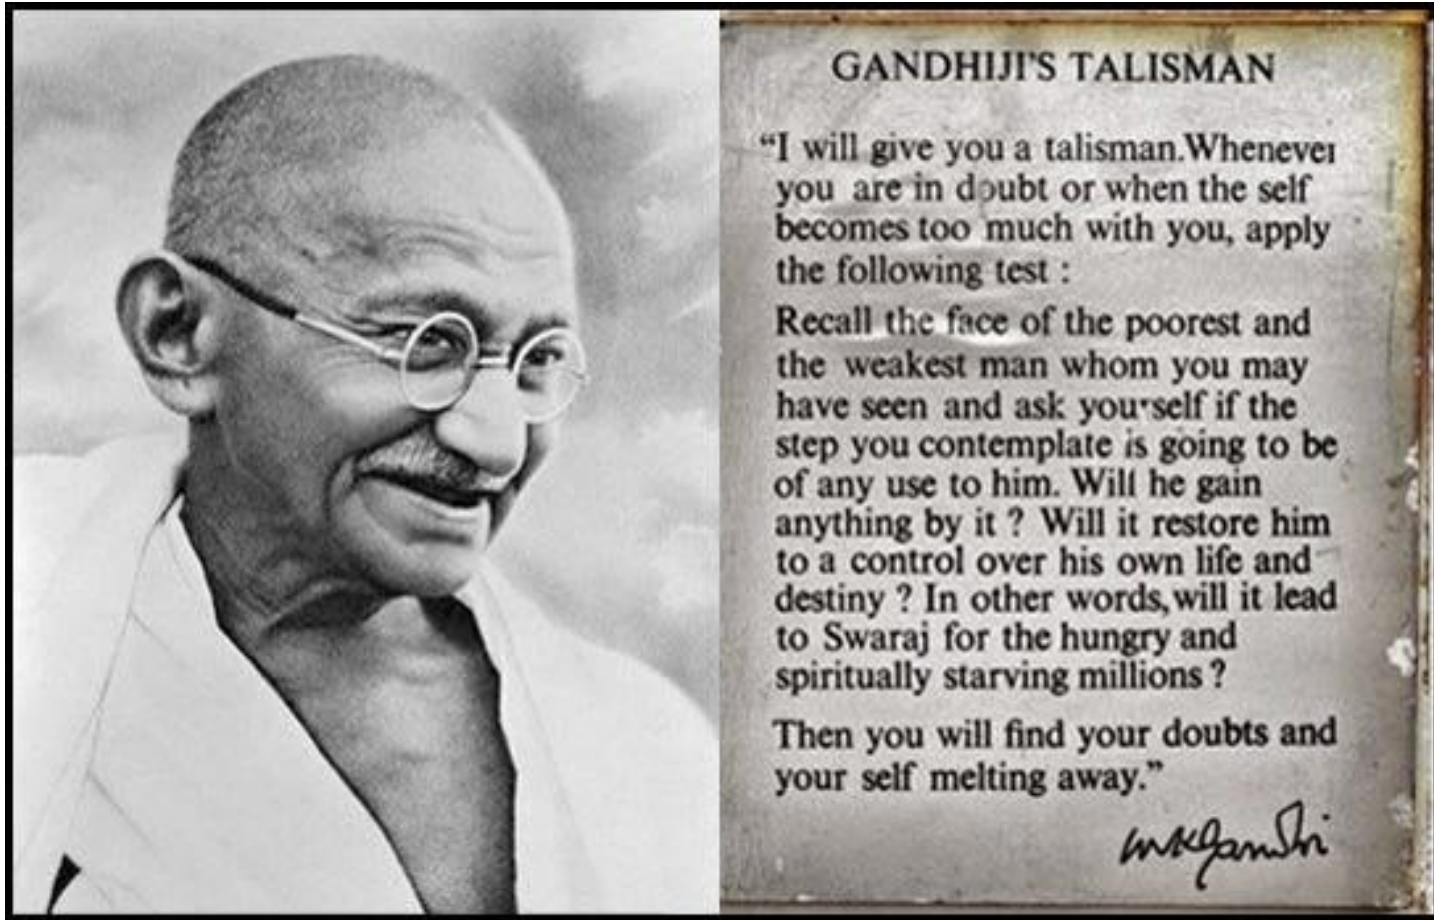 GANDHIJI'S TALISMAN
“I will give you a talisman.Whenever
you are in doubt or when the self
becomes too much with you, apply
the following test :
Recall the face of the poorest and
the weakest man whom you may
have seen and ask yourself if the
step you contemplate is going to be
of any use to him. Will he gain
anything by it ? Will it restore him
to a control over his own life and
destiny ? In other words, will it lead
to Swaraj for the hungry and
spiritually starving millions ?
Then you will find your doubts and
your self melting away.”
MKGandhi